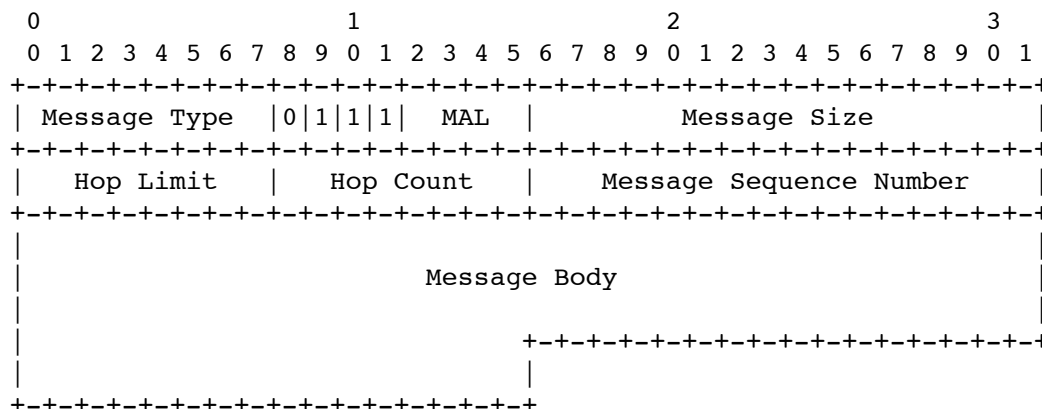 0                   1                   2                   3
 0 1 2 3 4 5 6 7 8 9 0 1 2 3 4 5 6 7 8 9 0 1 2 3 4 5 6 7 8 9 0 1
+-+-+-+-+-+-+-+-+-+-+-+-+-+-+-+-+-+-+-+-+-+-+-+-+-+-+-+-+-+-+-+-+
| Message Type  |0|1|1|1|  MAL  |         Message Size          |
+-+-+-+-+-+-+-+-+-+-+-+-+-+-+-+-+-+-+-+-+-+-+-+-+-+-+-+-+-+-+-+-+
|   Hop Limit   |   Hop Count   |    Message Sequence Number    |
+-+-+-+-+-+-+-+-+-+-+-+-+-+-+-+-+-+-+-+-+-+-+-+-+-+-+-+-+-+-+-+-+
|                                                               |
|                         Message Body                          |
|                                                               |
|                               +-+-+-+-+-+-+-+-+-+-+-+-+-+-+-+-+
|                               |
+-+-+-+-+-+-+-+-+-+-+-+-+-+-+-+-+